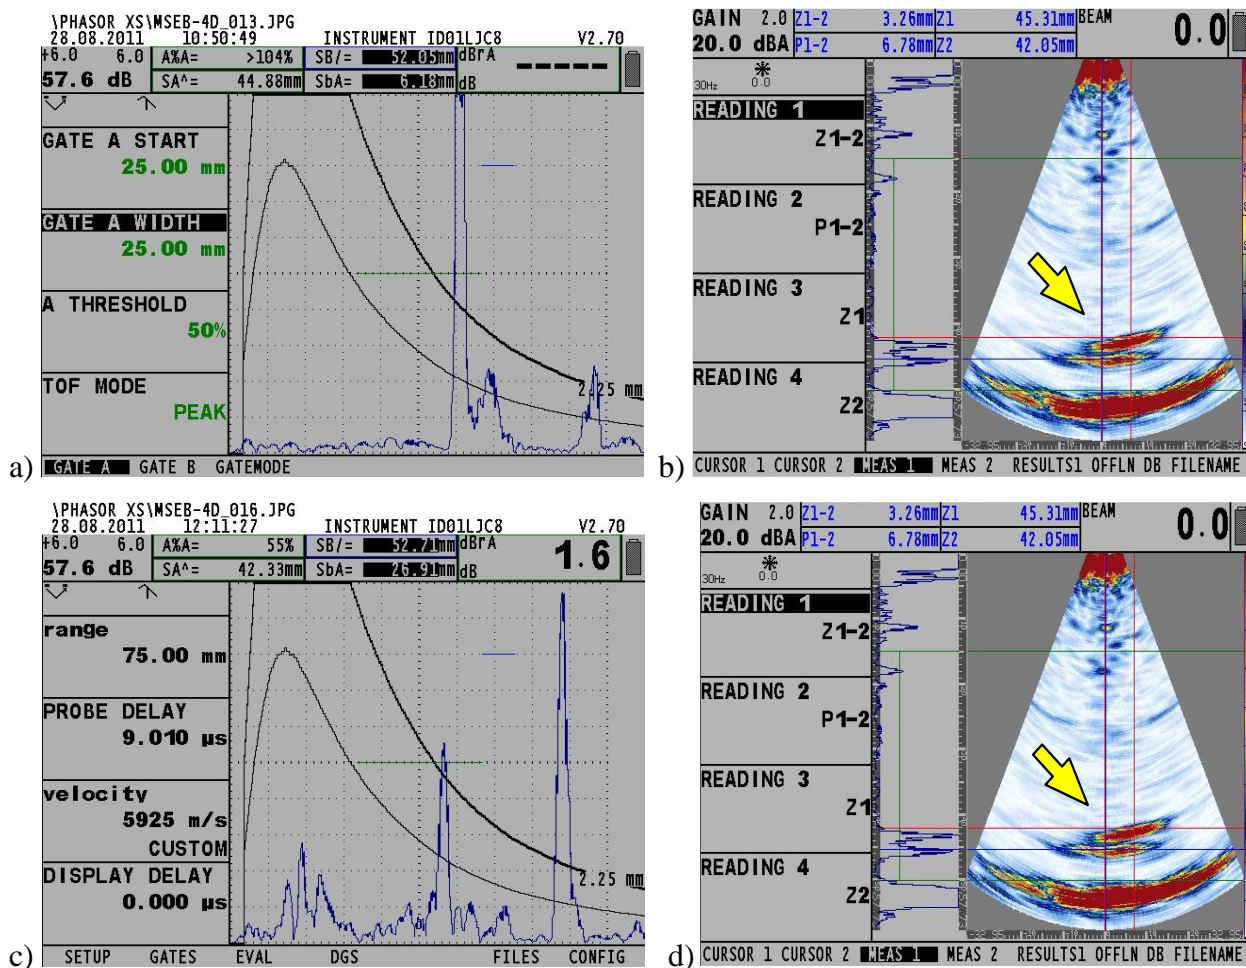 \PHASOR XS\MSEB-4D_013.JPG
28.08.2011 10:50:49 INSTRUMENT ID01LJC8 V2.70
+6.0 6.0 A%A= >104% SB/= 52.05mm dBrA -----
57.6 dB SA^= 44.88mm SbA= 6.18mm dB
GATE A START
25.00 mm
GATE A WIDTH
25.00 mm
A THRESHOLD
50%
TOF MODE
PEAK
2.25 mm
a) GATE A GATE B GATEMODE
GAIN 2.0 Z1-2 3.26mm Z1 45.31mm BEAM 0.0
20.0 dBA P1-2 6.78mm Z2 42.05mm
30Hz 0.0
READING 1
Z1-2
READING 2
P1-2
READING 3
Z1
READING 4
Z2
b) CURSOR 1 CURSOR 2 MEAS 1 MEAS 2 RESULTS1 OFFLN DB FILENAME
\PHASOR XS\MSEB-4D_016.JPG
28.08.2011 12:11:27 INSTRUMENT ID01LJC8 V2.70
+6.0 6.0 A%A= 55% SB/= 52.71mm dBrA 1.6
57.6 dB SA^= 42.33mm SbA= 26.91mm dB
range
75.00 mm
PROBE DELAY
9.010 µs
velocity
5925 m/s
CUSTOM
DISPLAY DELAY
0.000 µs
2.25 mm
c) SETUP GATES EVAL DGS FILES CONFIG
GAIN 2.0 Z1-2 3.26mm Z1 45.31mm BEAM 0.0
20.0 dBA P1-2 6.78mm Z2 42.05mm
30Hz 0.0
READING 1
Z1-2
READING 2
P1-2
READING 3
Z1
READING 4
Z2
d) CURSOR 1 CURSOR 2 MEAS 1 MEAS 2 RESULTS1 OFFLN DB FILENAME